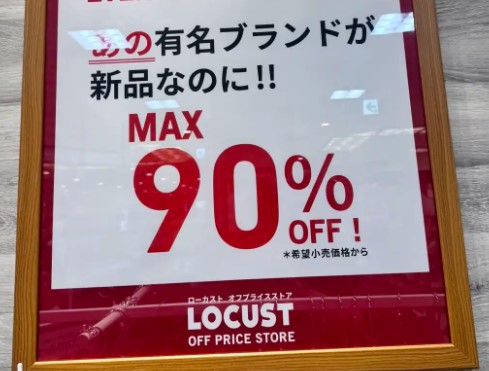 あの有名ブランドが
新品なのに!!
MAX
90%
OFF!
*希望小売価格から
ローカスト オフプライスストア
LOCUST
OFF PRICE STORE